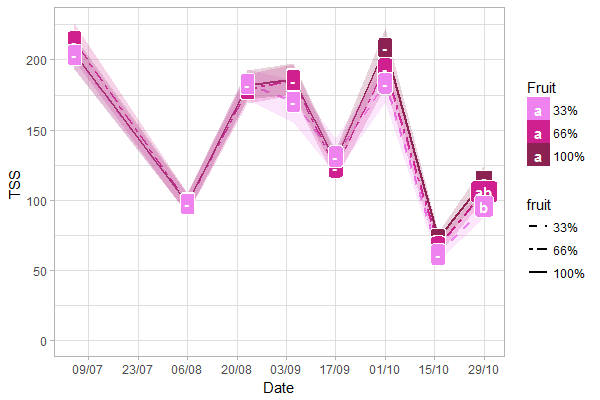 TSS
200
150
100
50
0
-
-
-
-
-
-
-
-
-
-
-
-
-
-
ab
b
09/07 23/07 06/08 20/08 03/09 17/09 01/10 15/10 29/10
Date
Fruit
a 33%
a 66%
a 100%
fruit
33%
66%
100%